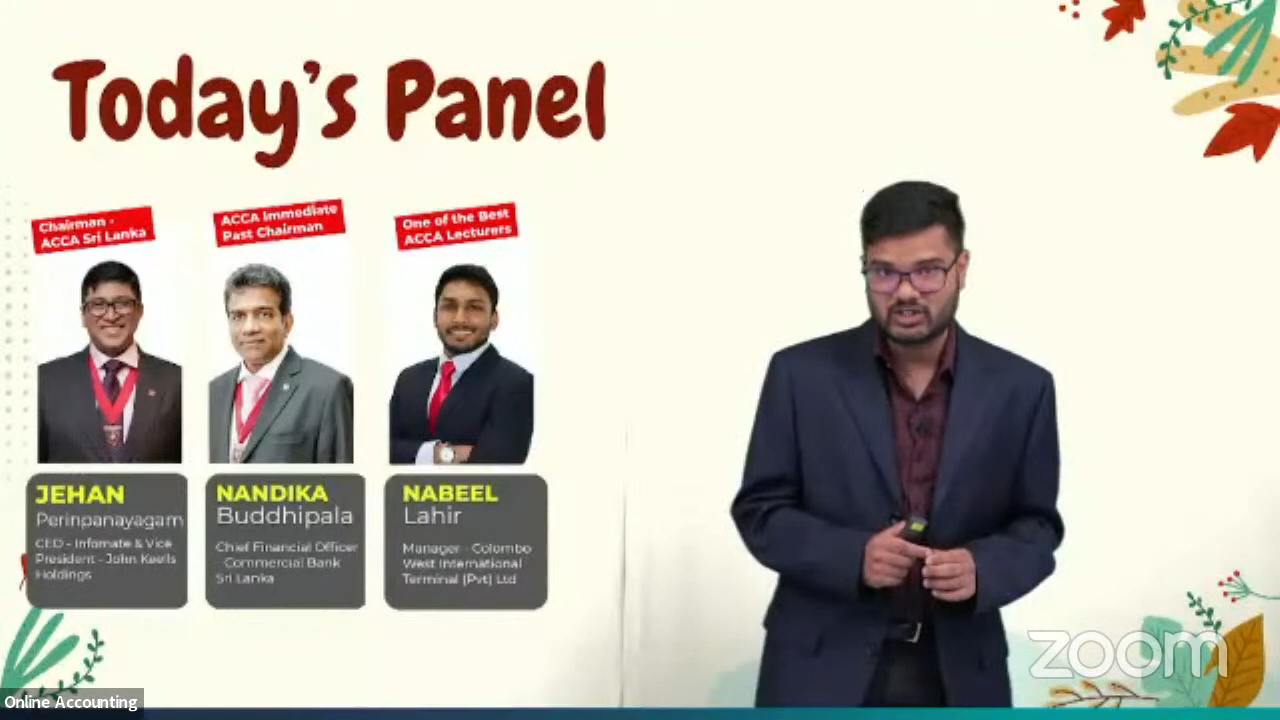 Today's Panel
Chairman -
ACCA Sri Lanka
ACCA Immediate
Past Chairman
One of the Best
ACCA Lecturers
JEHAN
Perinpanayagam
CEO - Infomate & Vice
President - John Keells
Holdings
NANDIKA
Buddhipala
Chief Financial Officer
- Commercial Bank
Sri Lanka
NABEEL
Lahir
Manager - Colombo
West International
Terminal (Pvt) Ltd
zoom
Online Accounting